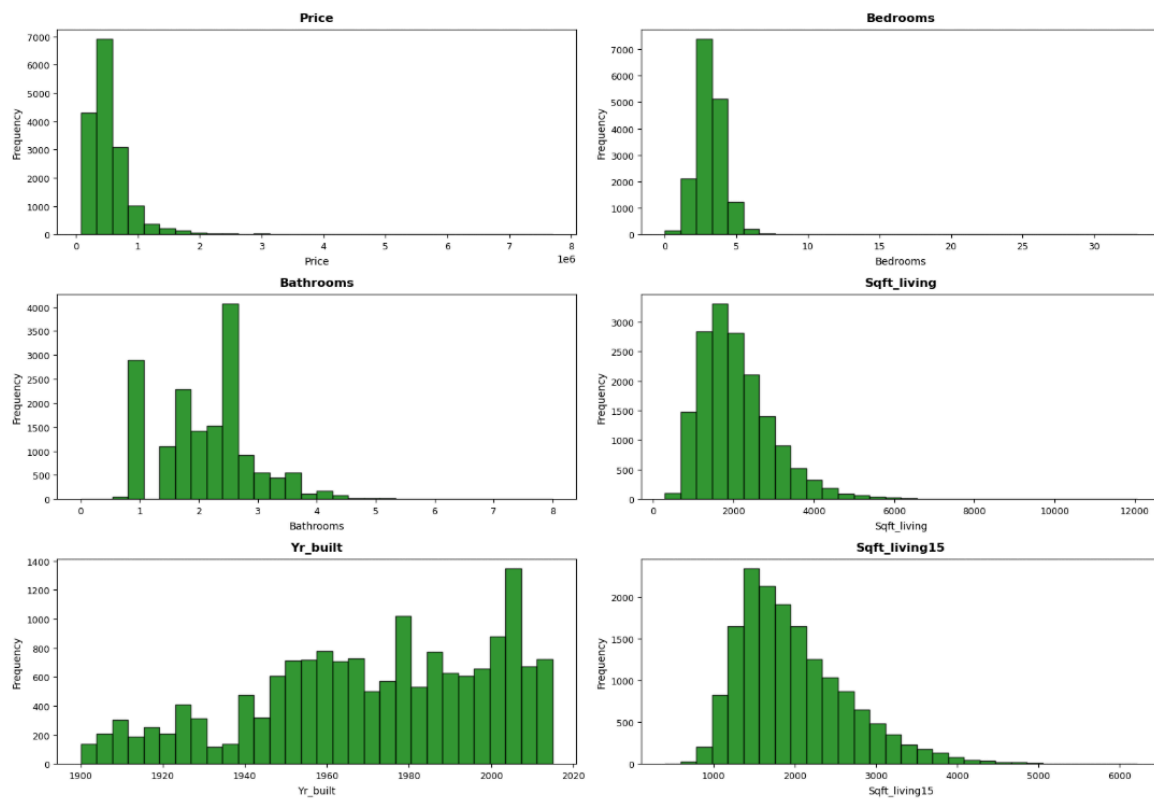 Price
7000
6000
5000
4000
3000
2000
1000
0
Frequency
0 1 2 3 4 5 6 7 8
1e6
Price
Bedrooms
7000
6000
5000
4000
3000
2000
1000
0
Frequency
0 5 10 15 20 25 30
Bedrooms
Bathrooms
4000
3500
3000
2500
2000
1500
1000
500
0
Frequency
0 1 2 3 4 5 6 7 8
Bathrooms
Sqft_living
3000
2500
2000
1500
1000
500
0
Frequency
0 2000 4000 6000 8000 10000 12000
Sqft_living
Yr_built
1400
1200
1000
800
600
400
200
0
Frequency
1900 1920 1940 1960 1980 2000 2020
Yr_built
Sqft_living15
2000
1500
1000
500
0
Frequency
1000 2000 3000 4000 5000 6000
Sqft_living15